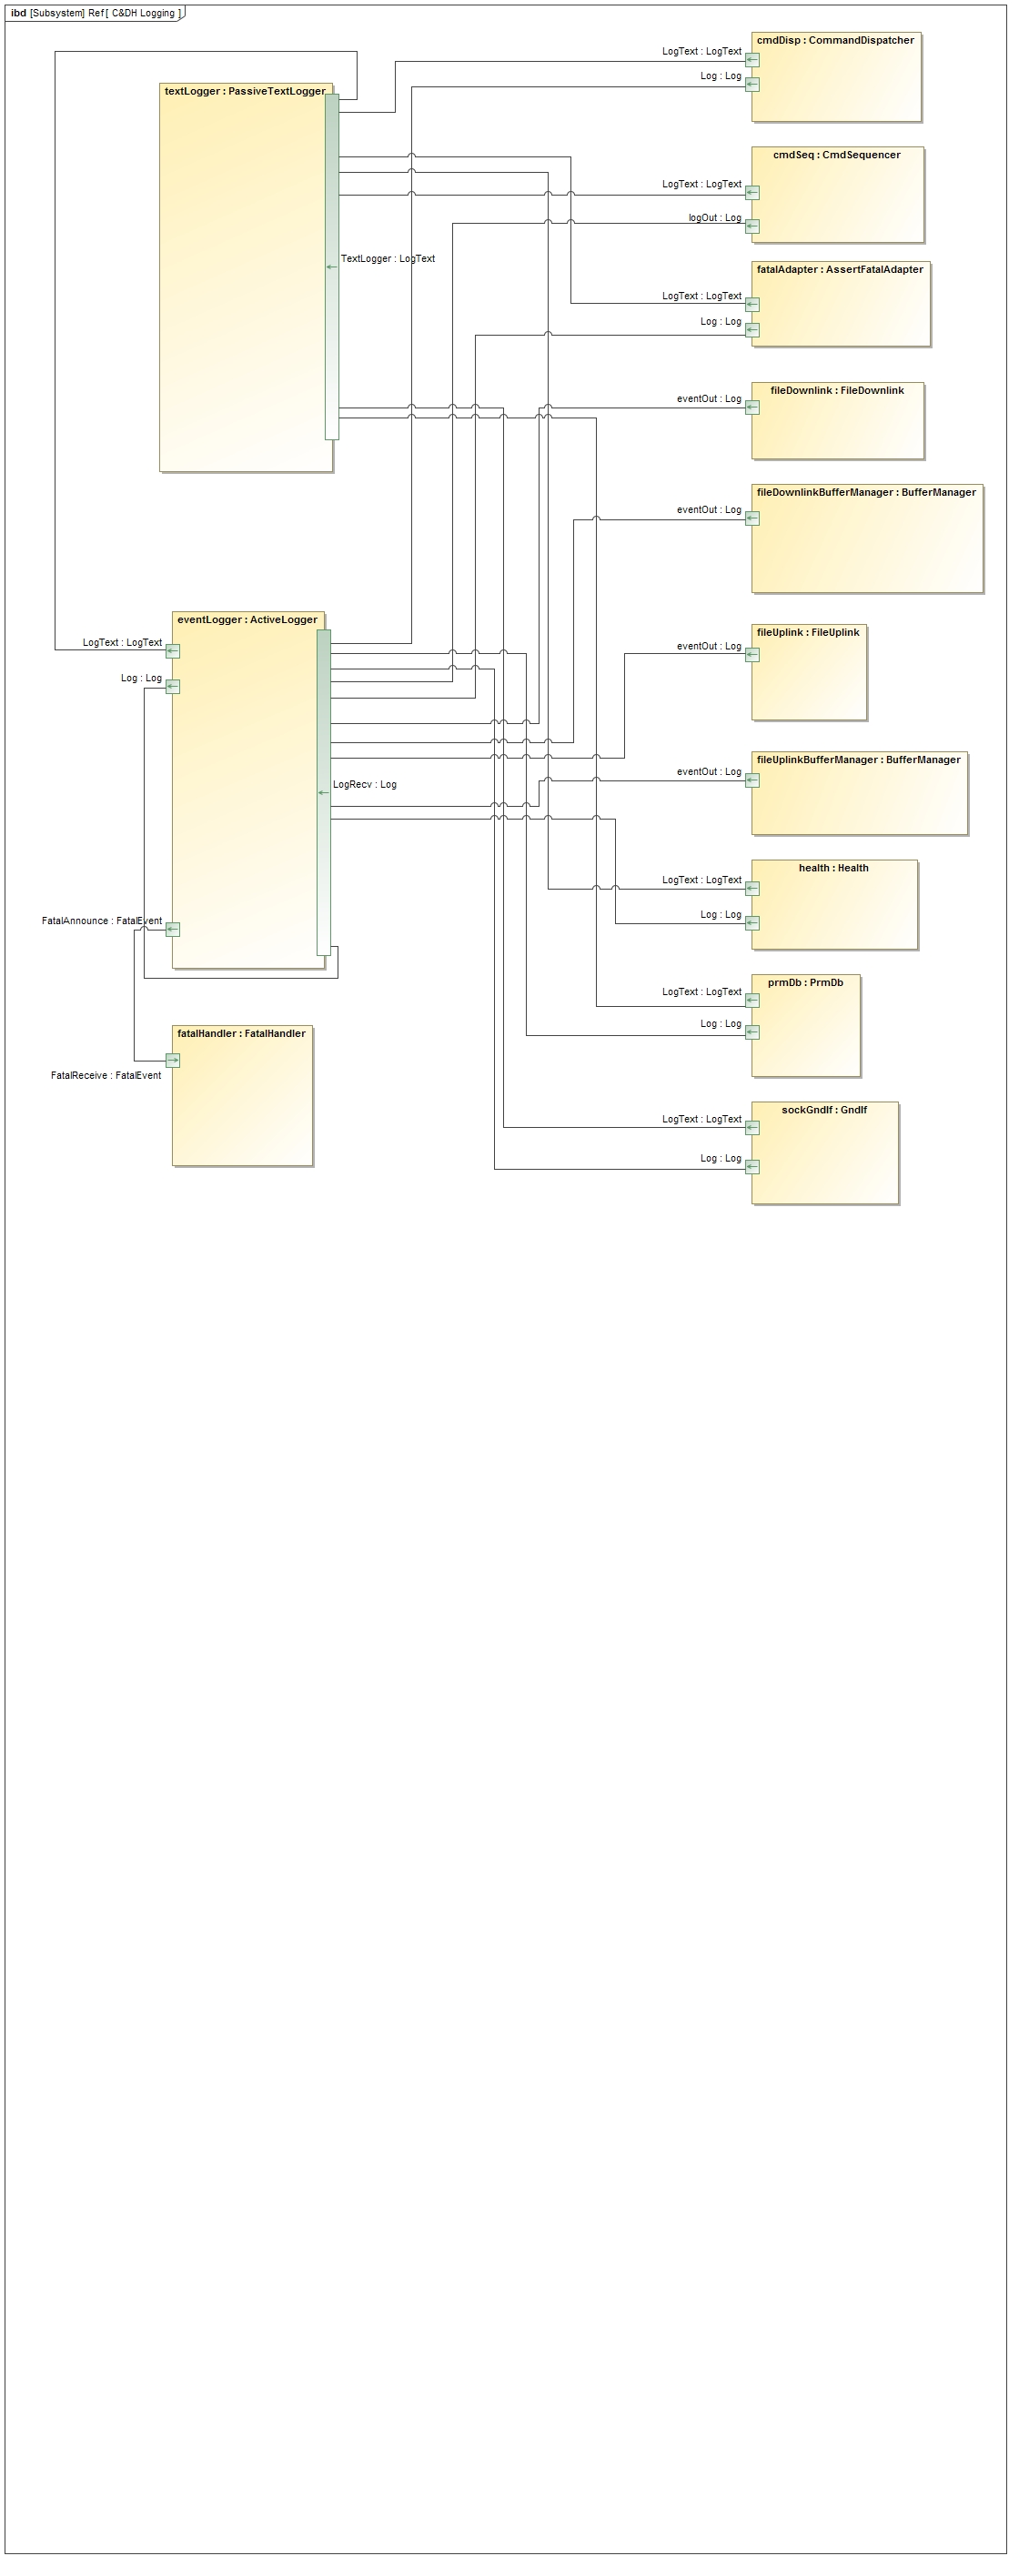 ibd [Subsystem] Ref [ C&DH Logging ]
textLogger : PassiveTextLogger
TextLogger : LogText
LogText : LogText
Log : Log
cmdDisp : CommandDispatcher
cmdSeq : CmdSequencer
LogText : LogText
logOut : Log
fatalAdapter : AssertFatalAdapter
LogText : LogText
Log : Log
fileDownlink : FileDownlink
eventOut : Log
fileDownlinkBufferManager : BufferManager
eventOut : Log
eventLogger : ActiveLogger
LogText : LogText
Log : Log
LogRecv : Log
FatalAnnounce : FatalEvent
fileUplink : FileUplink
eventOut : Log
fileUplinkBufferManager : BufferManager
eventOut : Log
health : Health
LogText : LogText
Log : Log
prmDb : PrmDb
LogText : LogText
Log : Log
fatalHandler : FatalHandler
FatalReceive : FatalEvent
sockGndIf : GndIf
LogText : LogText
Log : Log